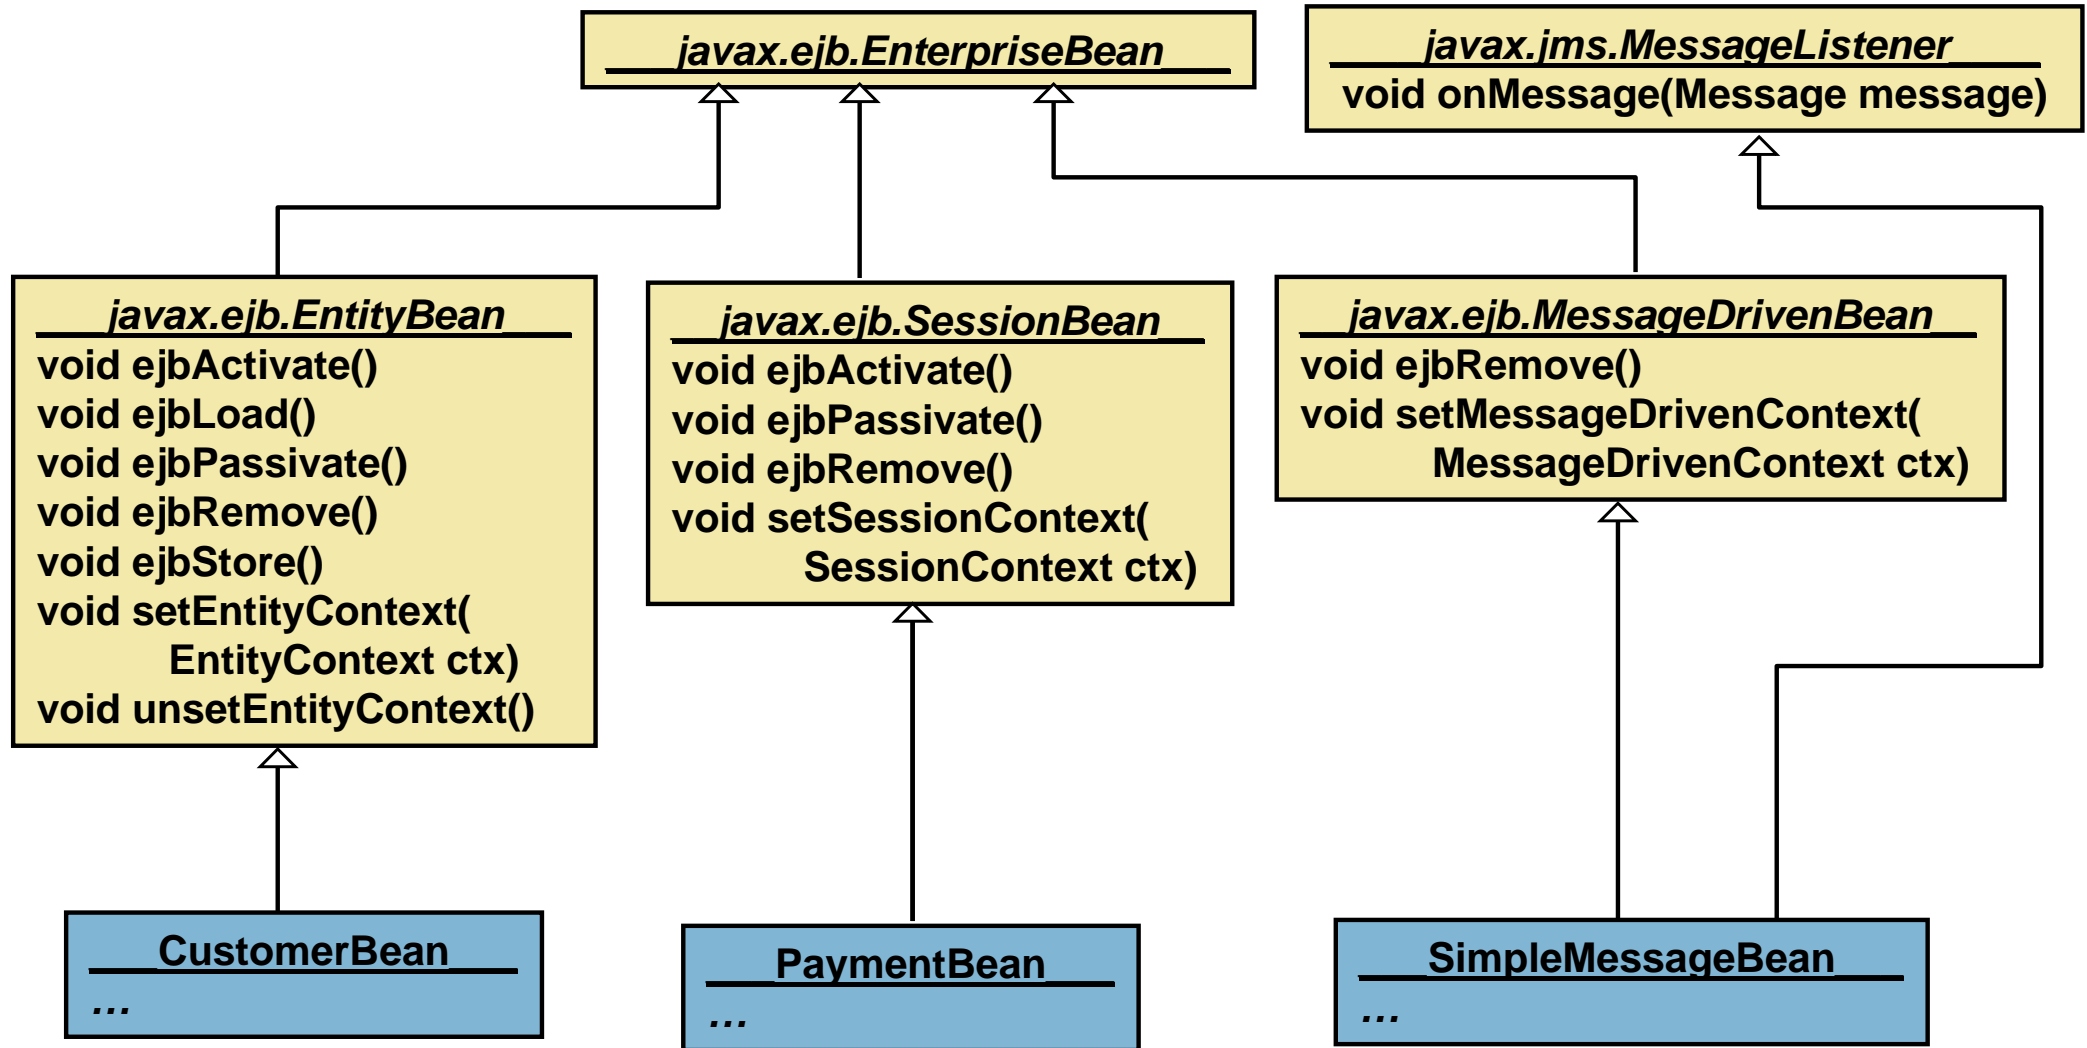 javax.ejb.EnterpriseBean
javax.jms.MessageListener
void onMessage(Message message)
javax.ejb.EntityBean
void ejbActivate()
void ejbLoad()
void ejbPassivate()
void ejbRemove()
void ejbStore()
void setEntityContext(
EntityContext ctx)
void unsetEntityContext()
javax.ejb.SessionBean
void ejbActivate()
void ejbPassivate()
void ejbRemove()
void setSessionContext(
SessionContext ctx)
javax.ejb.MessageDrivenBean
void ejbRemove()
void setMessageDrivenContext(
MessageDrivenContext ctx)
CustomerBean
...
PaymentBean
...
SimpleMessageBean
...